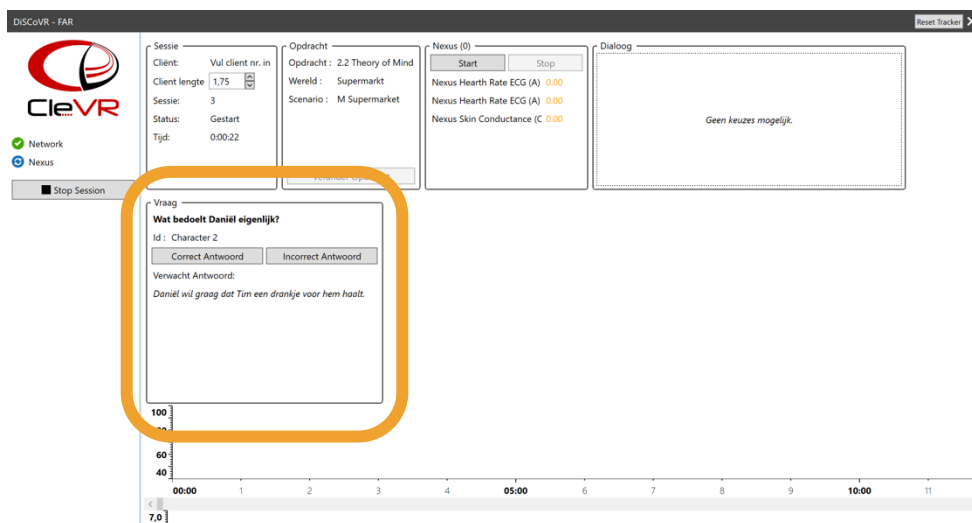 DiSCoVR - FAR
Reset Tracker
CleVR
Network
Nexus
Stop Session
Sessie
Cliënt: Vul client nr. in
Client lengte 1,75
Sessie: 3
Status: Gestart
Tijd: 0:00:22
Opdracht
Opdracht : 2.2 Theory of Mind
Wereld : Supermarkt
Scenario : M Supermarket
Nexus (0)
Start Stop
Nexus Hearth Rate ECG (A) 0.00
Nexus Hearth Rate ECG (A) 0.00
Nexus Skin Conductance (C 0.00
Dialoog
Geen keuzes mogelijk.
Vraag
Wat bedoelt Daniël eigenlijk?
Id : Character 2
Correct Antwoord Incorrect Antwoord
Verwacht Antwoord:
Daniël wil graag dat Tim een drankje voor hem haalt.
100
60
40
00:00 1 2 3 4 05:00 6 7 8 9 10:00 11
7,0